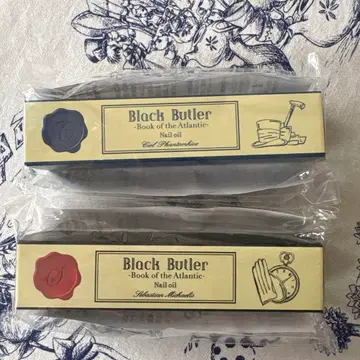 Black Butler
-Book of the Atlantic-
Nail oil
Ciel Phantomhive
Black Butler
-Book of the Atlantic-
Nail oil
S
Sebastian Michaelis